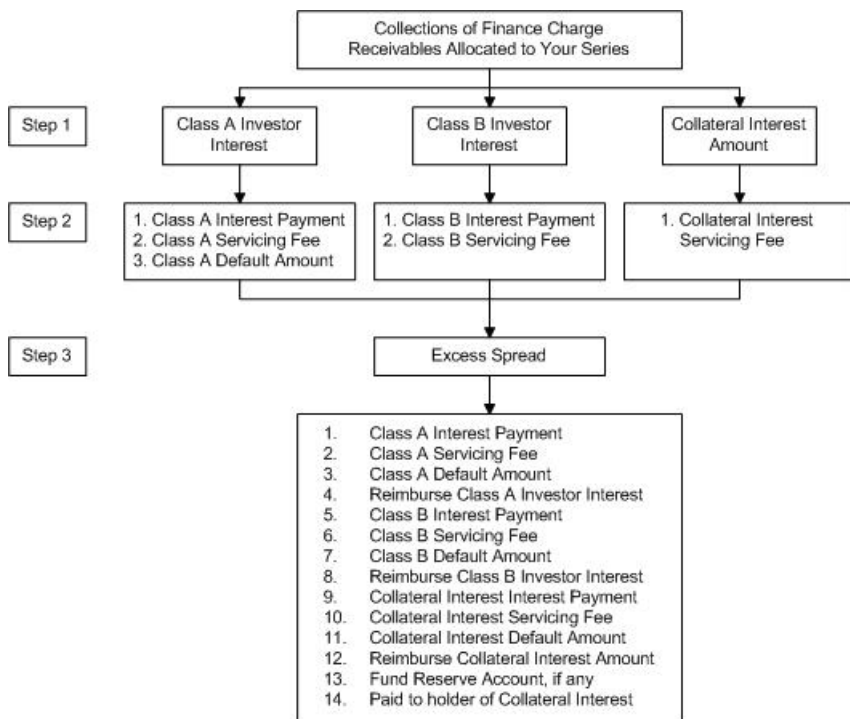 Collections of Finance Charge
Receivables Allocated to Your Series
Step 1
Class A Investor
Interest
Class B Investor
Interest
Collateral Interest
Amount
Step 2
1. Class A Interest Payment
2. Class A Servicing Fee
3. Class A Default Amount
1. Class B Interest Payment
2. Class B Servicing Fee
1. Collateral Interest
Servicing Fee
Step 3
Excess Spread
1. Class A Interest Payment
2. Class A Servicing Fee
3. Class A Default Amount
4. Reimburse Class A Investor Interest
5. Class B Interest Payment
6. Class B Servicing Fee
7. Class B Default Amount
8. Reimburse Class B Investor Interest
9. Collateral Interest Interest Payment
10. Collateral Interest Servicing Fee
11. Collateral Interest Default Amount
12. Reimburse Collateral Interest Amount
13. Fund Reserve Account, if any
14. Paid to holder of Collateral Interest